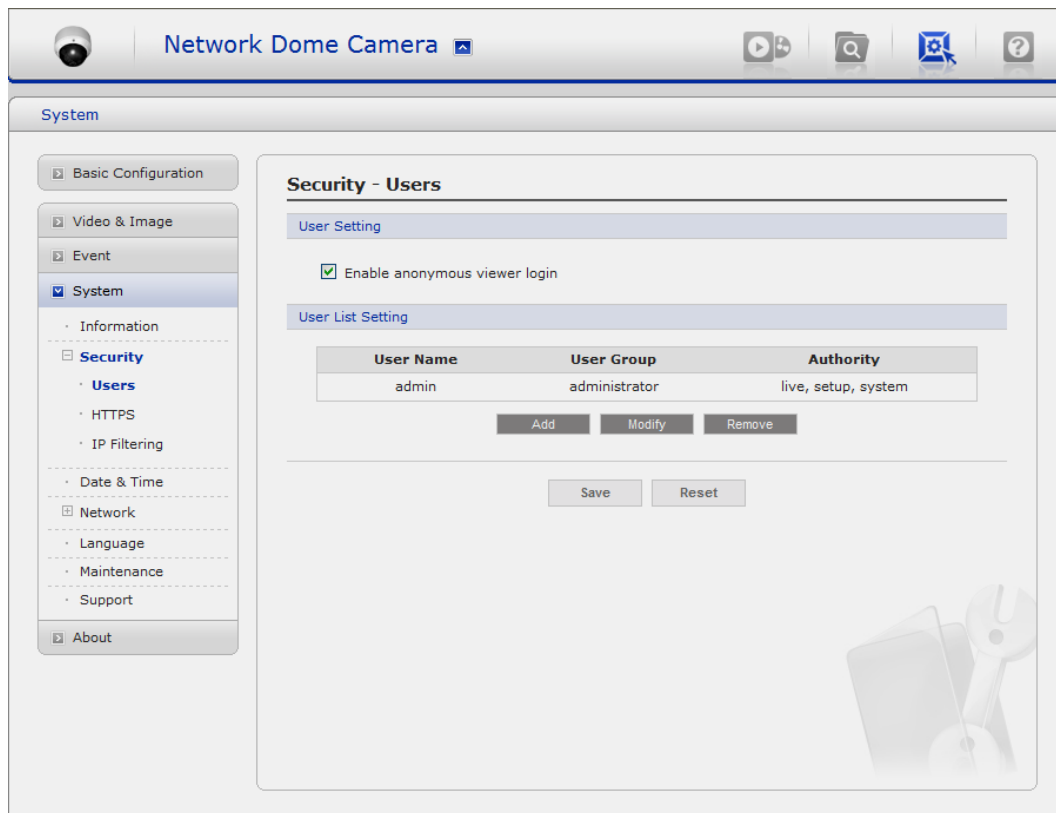 Network Dome Camera
System
Basic Configuration
Video & Image
Event
System
Information
Security
Users
HTTPS
IP Filtering
Date & Time
Network
Language
Maintenance
Support
About
Security - Users
User Setting
Enable anonymous viewer login
User List Setting
User Name User Group Authority
admin administrator live, setup, system
Add Modify Remove
Save Reset